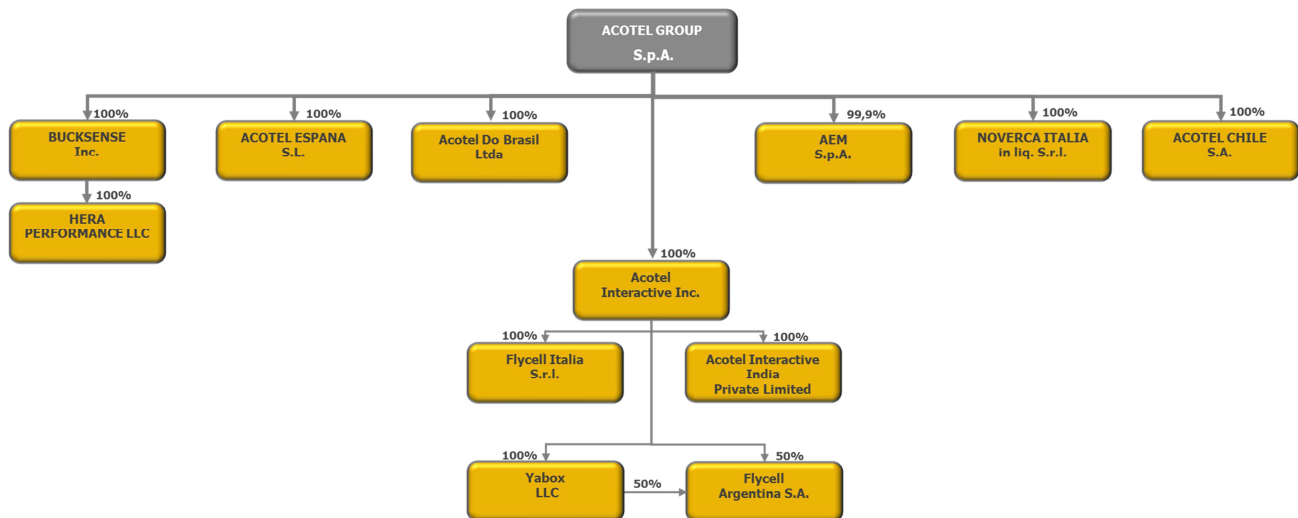 ACOTEL GROUP
S.p.A.
100%
100%
100%
99,9%
100%
100%
BUCKSENSE
Inc.
ACOTEL ESPANA
S.L.
Acotel Do Brasil
Ltda
AEM
S.p.A.
NOVERCA ITALIA
in liq. S.r.l.
ACOTEL CHILE
S.A.
100%
HERA
PERFORMANCE LLC
100%
Acotel
Interactive Inc.
100%
100%
Flycell Italia
S.r.l.
Acotel Interactive
India
Private Limited
100%
50%
Yabox
LLC
50%
Flycell
Argentina S.A.